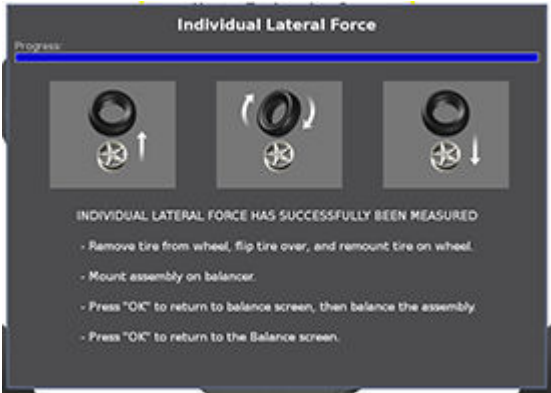 Individual Lateral Force
Progress:
INDIVIDUAL LATERAL FORCE HAS SUCCESSFULLY BEEN MEASURED
- Remove tire from wheel, flip tire over, and remount tire on wheel.
- Mount assembly on balancer.
- Press "OK" to return to balance screen, then balance the assembly.
- Press "OK" to return to the Balance screen.